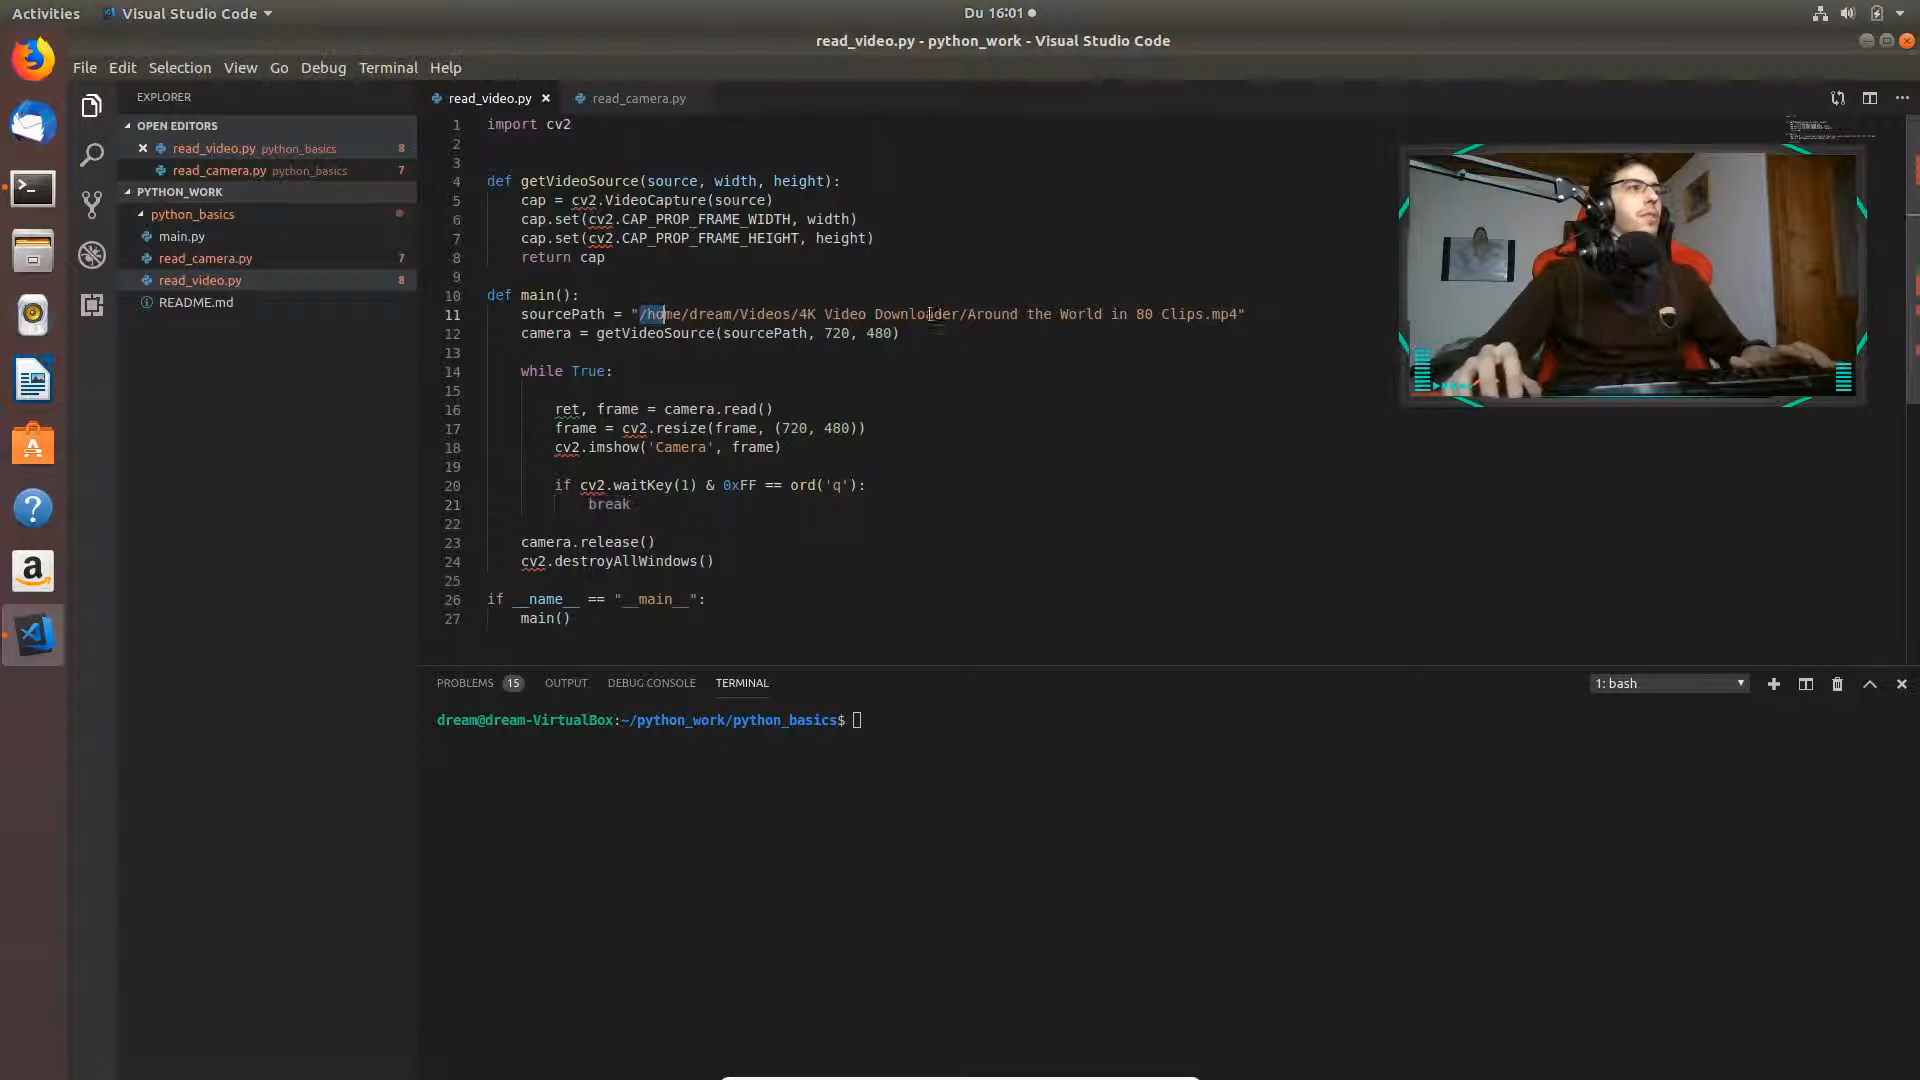 Activities
Visual Studio Code
Du 16:01
read_video.py - python_work - Visual Studio Code
File Edit Selection View Go Debug Terminal Help
EXPLORER
OPEN EDITORS
read_video.py python_basics 8
read_camera.py python_basics 7
PYTHON_WORK
python_basics
main.py
read_camera.py 7
read_video.py 8
README.md
read_video.py
read_camera.py
1 import cv2
2
3
4 def getVideoSource(source, width, height):
5 cap = cv2.VideoCapture(source)
6 cap.set(cv2.CAP_PROP_FRAME_WIDTH, width)
7 cap.set(cv2.CAP_PROP_FRAME_HEIGHT, height)
8 return cap
9
10 def main():
11 sourcePath = "/home/dream/Videos/4K Video Downloader/Around the World in 80 Clips.mp4"
12 camera = getVideoSource(sourcePath, 720, 480)
13
14 while True:
15
16 ret, frame = camera.read()
17 frame = cv2.resize(frame, (720, 480))
18 cv2.imshow('Camera', frame)
19
20 if cv2.waitKey(1) & 0xFF == ord('q'):
21 break
22
23 camera.release()
24 cv2.destroyAllWindows()
25
26 if __name__ == "__main__":
27 main()
PROBLEMS 15 OUTPUT DEBUG CONSOLE TERMINAL
1: bash
dream@dream-VirtualBox:~/python_work/python_basics$